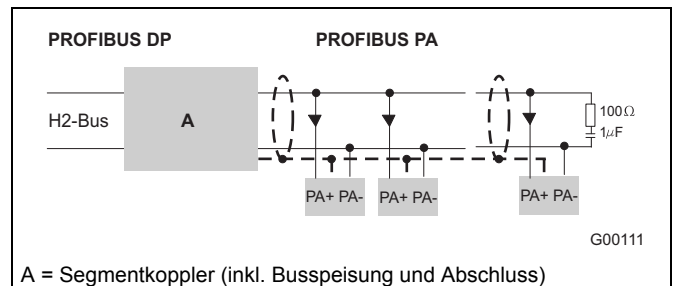 PROFIBUS DP PROFIBUS PA
H2-Bus A
100Ω
1μF
PA+ PA- PA+ PA- PA+ PA-
G00111
A = Segmentkoppler (inkl. Busspeisung und Abschluss)